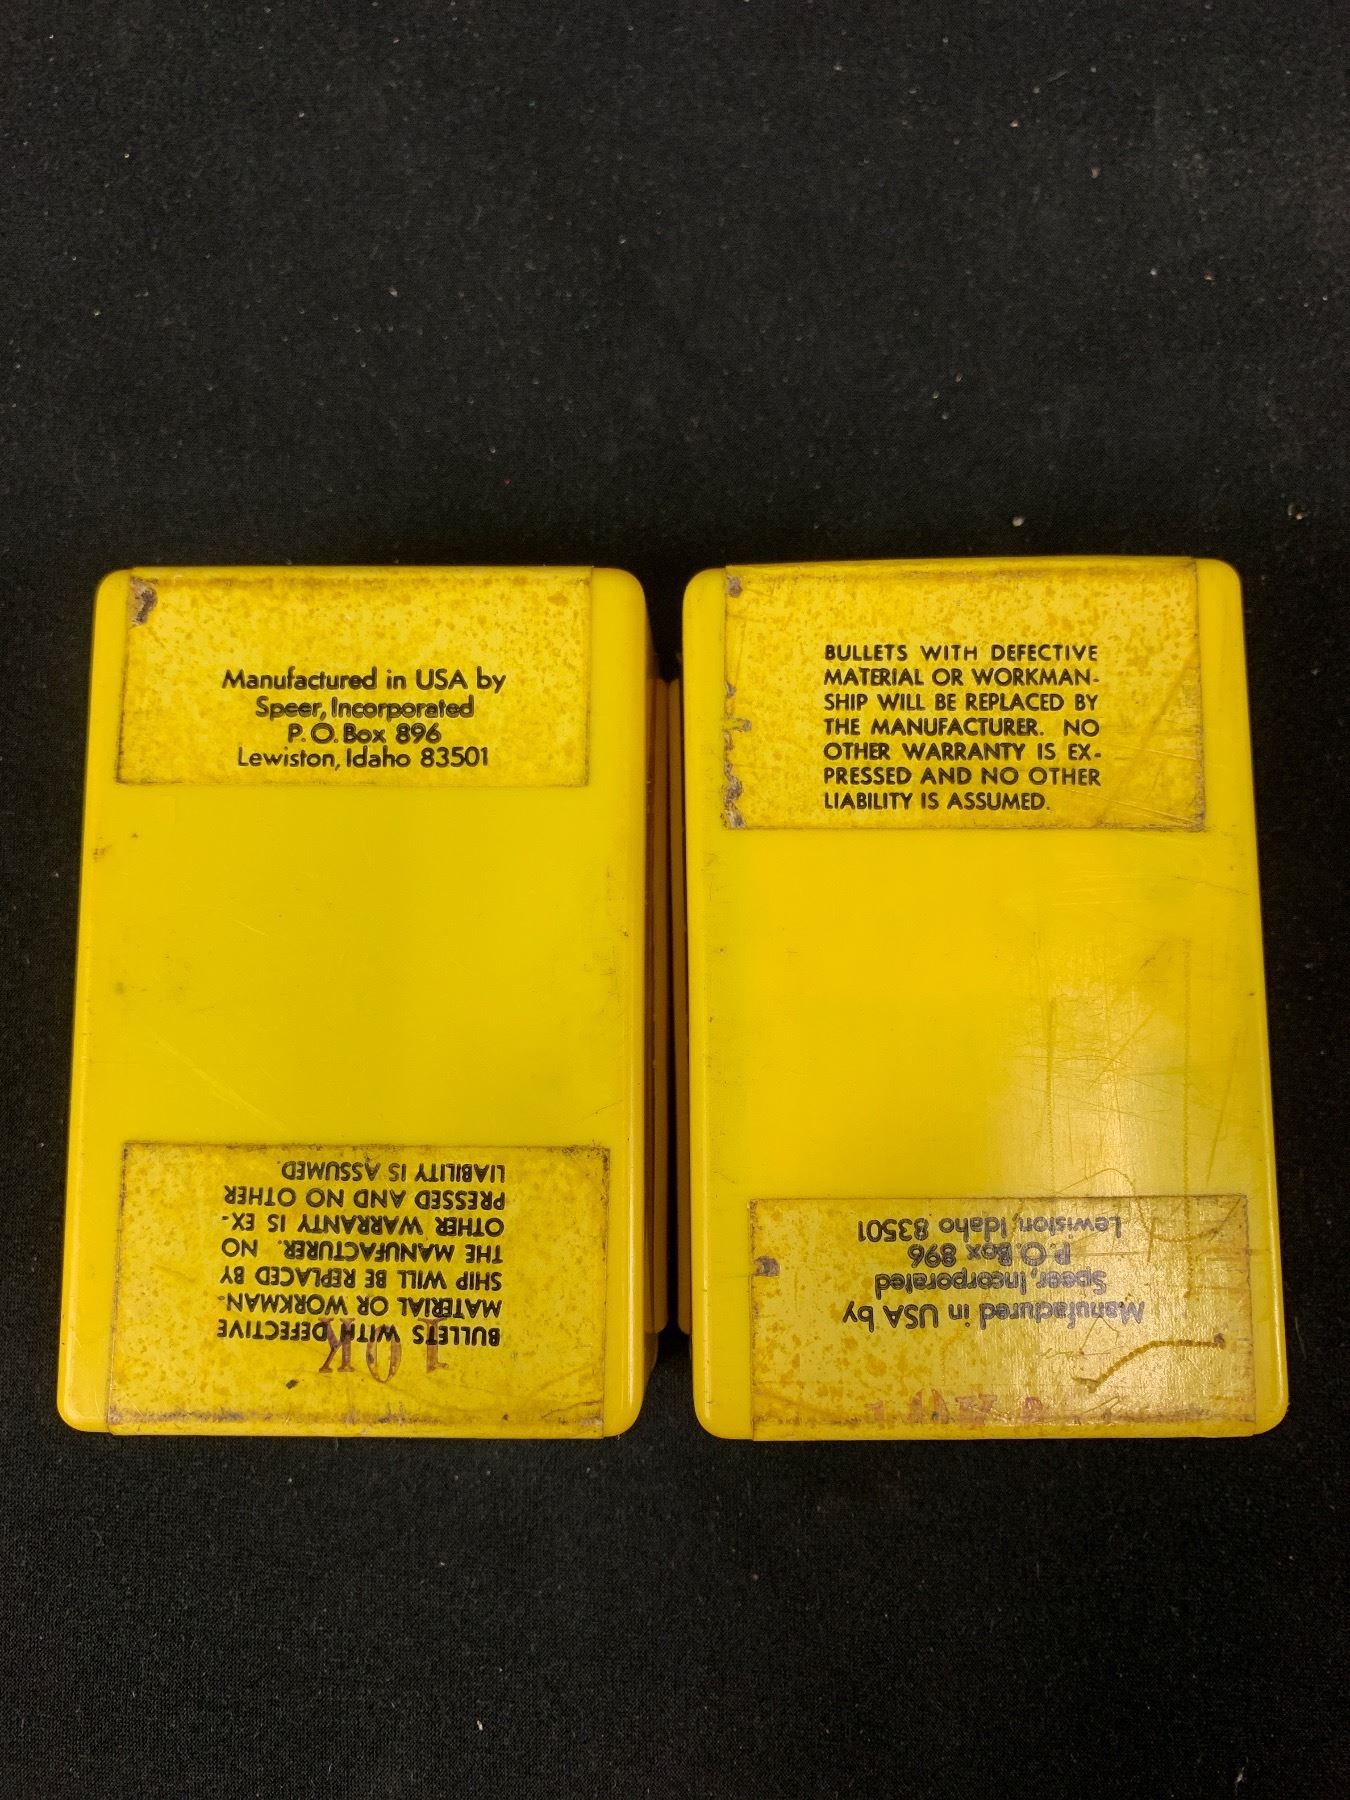 Manufactured in USA by
Speer, Incorporated
P. O. Box 896
Lewiston, Idaho 83501
BULLETS WITH DEFECTIVE
MATERIAL OR WORKMAN-
SHIP WILL BE REPLACED BY
THE MANUFACTURER. NO
OTHER WARRANTY IS EX-
PRESSED AND NO OTHER
LIABILITY IS ASSUMED.
BULLETS WITH DEFECTIVE
MATERIAL OR WORKMAN-
SHIP WILL BE REPLACED BY
THE MANUFACTURER. NO
OTHER WARRANTY IS EX-
PRESSED AND NO OTHER
LIABILITY IS ASSUMED.
Manufactured in USA by
Speer, Incorporated
P. O. Box 896
Lewiston, Idaho 83501